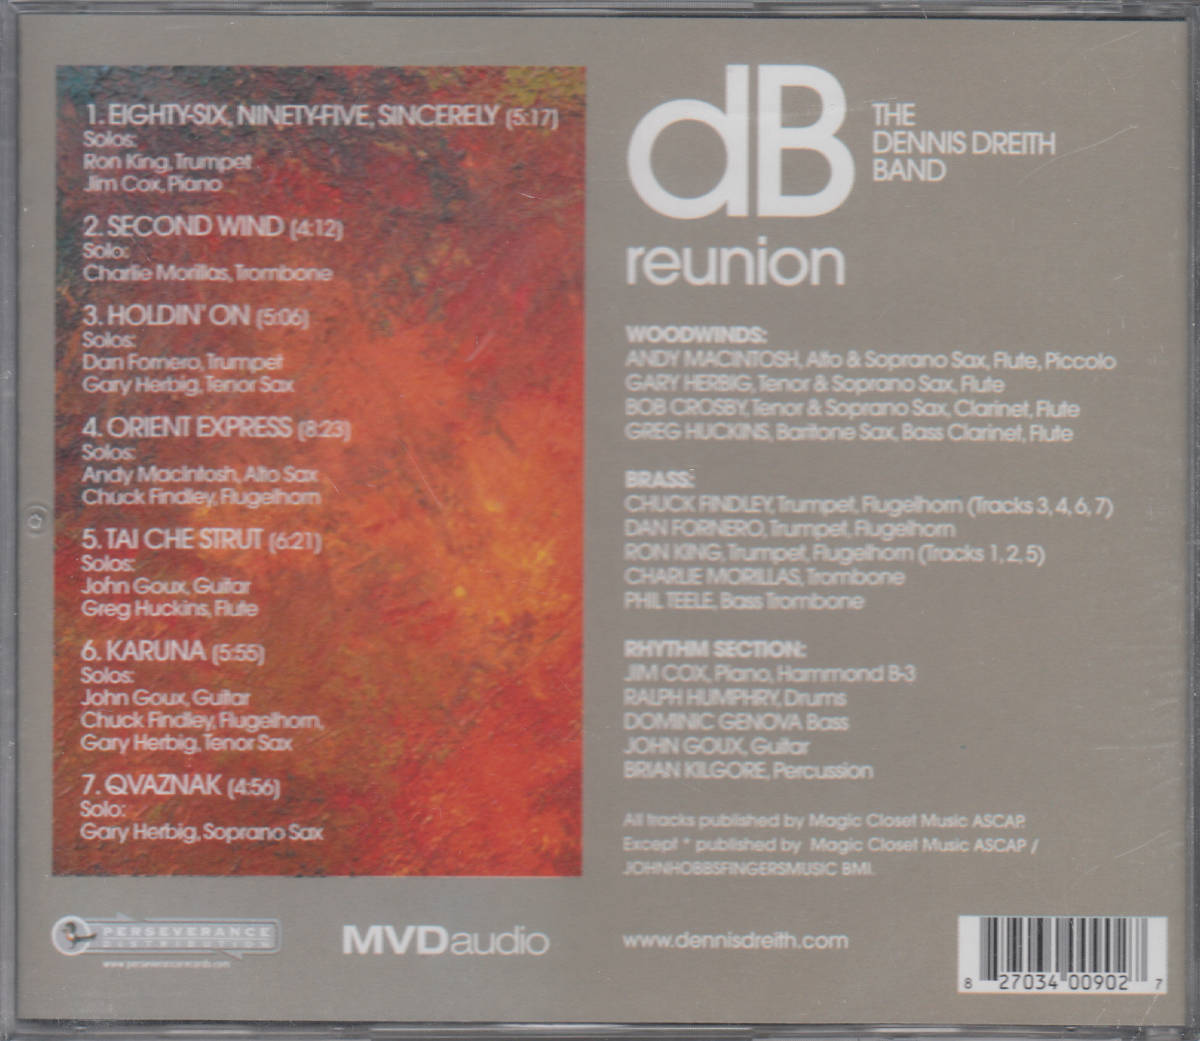 1. EIGHTY-SIX, NINETY-FIVE, SINCERELY (5:17)
Solos:
Ron King, Trumpet
Jim Cox, Piano
2. SECOND WIND (4:12)
Solo:
Charlie Morillas, Trombone
3. HOLDIN' ON (5:06)
Solos:
Dan Fornero, Trumpet
Gary Herbig, Tenor Sax
4. ORIENT EXPRESS (8:23)
Solos:
Andy MacIntosh, Alto Sax
Chuck Findley, Flugelhorn
5. TAI CHE STRUT (6:21)
Solos:
John Goux, Guitar
Greg Huckins, Flute
6. KARUNA (5:55)
Solos:
John Goux, Guitar
Chuck Findley, Flugelhorn,
Gary Herbig, Tenor Sax
7. QVAZNAK (4:56)
Solo:
Gary Herbig, Soprano Sax
dB
THE
DENNIS DREITH
BAND
reunion
WOODWINDS:
ANDY MACINTOSH, Alto & Soprano Sax, Flute, Piccolo
GARY HERBIG, Tenor & Soprano Sax, Flute
BOB CROSBY, Tenor & Soprano Sax, Clarinet, Flute
GREG HUCKINS, Baritone Sax, Bass Clarinet, Flute
BRASS:
CHUCK FINDLEY, Trumpet, Flugelhorn (Tracks 3, 4, 6, 7)
DAN FORNERO, Trumpet, Flugelhorn
RON KING, Trumpet, Flugelhorn (Tracks 1, 2, 5)
CHARLIE MORILLAS, Trombone
PHIL TEELE, Bass Trombone
RHYTHM SECTION:
JIM COX, Piano, Hammond B-3
RALPH HUMPHRY, Drums
DOMINIC GENOVA Bass
JOHN GOUX, Guitar
BRIAN KILGORE, Percussion
All tracks published by Magic Closet Music ASCAP.
Except * published by Magic Closet Music ASCAP /
JOHNHOBBSFINGERSMUSIC BMI.
PERSEVERANCE
DISTRIBUTION
www.perseverancerecords.com
MVDaudio
www.dennisdreith.com
8 27034 00902 7